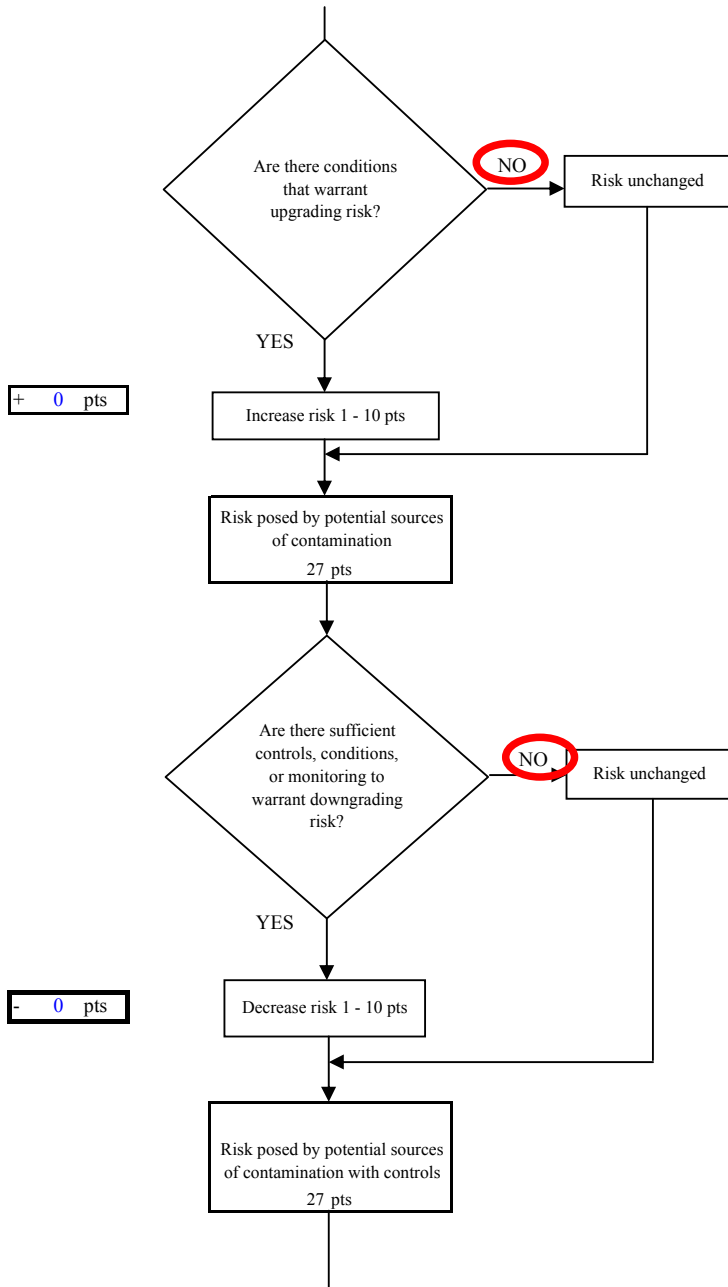 Are there conditions
that warrant
upgrading risk?
NO
Risk unchanged
YES
+ 0 pts
Increase risk 1 - 10 pts
Risk posed by potential sources
of contamination
27 pts
Are there sufficient
controls, conditions,
or monitoring to
warrant downgrading
risk?
NO
Risk unchanged
YES
- 0 pts
Decrease risk 1 - 10 pts
Risk posed by potential sources
of contamination with controls
27 pts